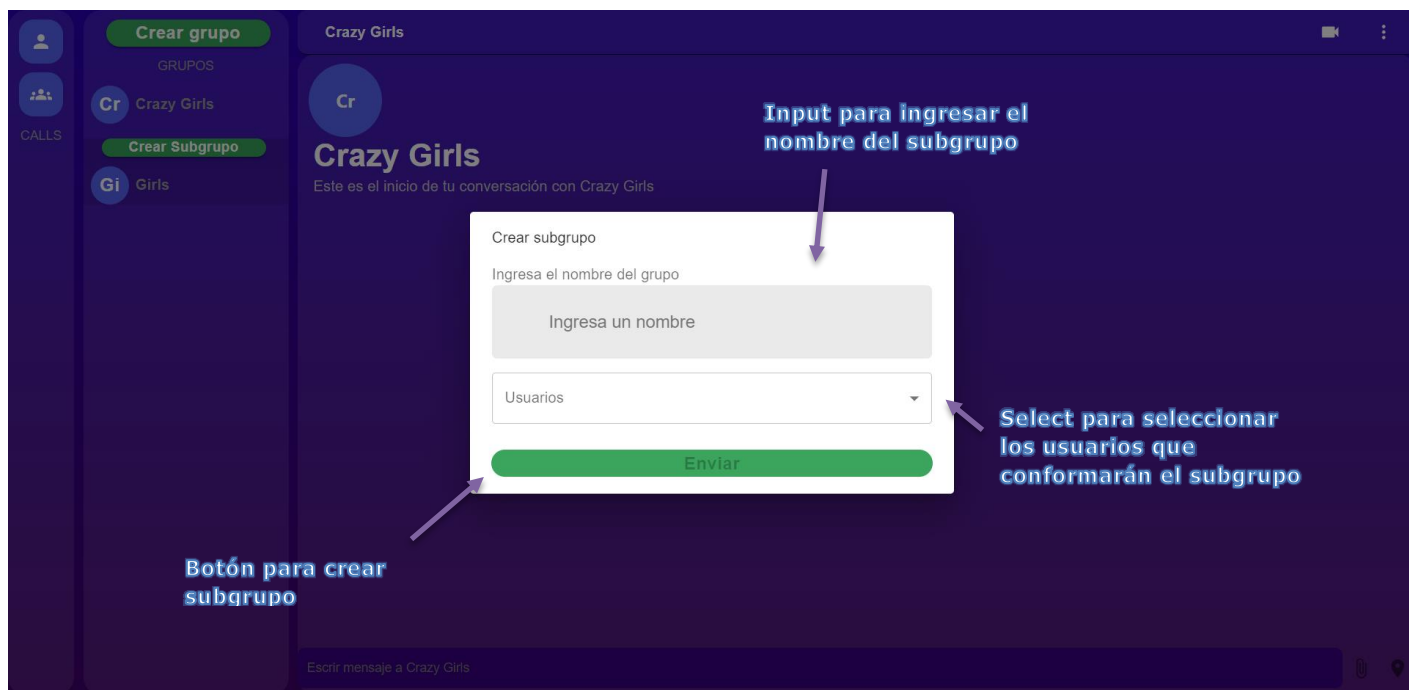 Crear grupo
GRUPOS
Cr Crazy Girls
CALLS
Crear Subgrupo
Gi Girls
Crazy Girls
Cr
Crazy Girls
Este es el inicio de tu conversación con Crazy Girls
Input para ingresar el
nombre del subgrupo
Crear subgrupo
Ingresa el nombre del grupo
Ingresa un nombre
Usuarios
Select para seleccionar
los usuarios que
conformarán el subgrupo
Enviar
Botón para crear
subgrupo
Escrir mensaje a Crazy Girls